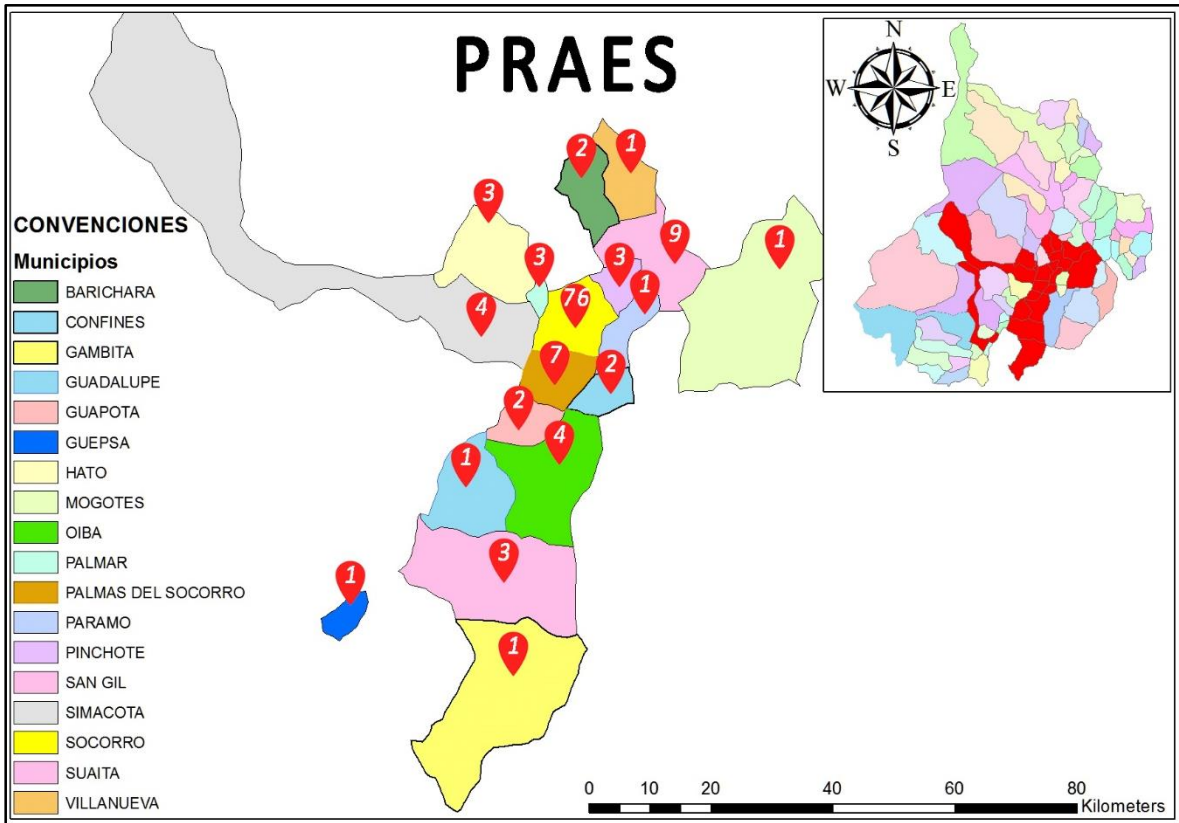 PRAES
N
W E
S
2
1
3
9
1
3
3
1
76
4
7
2
2
4
1
3
1
1
CONVENCIONES
Municipios
BARICHARA
CONFINES
GAMBITA
GUADALUPE
GUAPOTA
GUEPSA
HATO
MOGOTES
OIBA
PALMAR
PALMAS DEL SOCORRO
PARAMO
PINCHOTE
SAN GIL
SIMACOTA
SOCORRO
SUAITA
VILLANUEVA
0 10 20 40 60 80
Kilometers